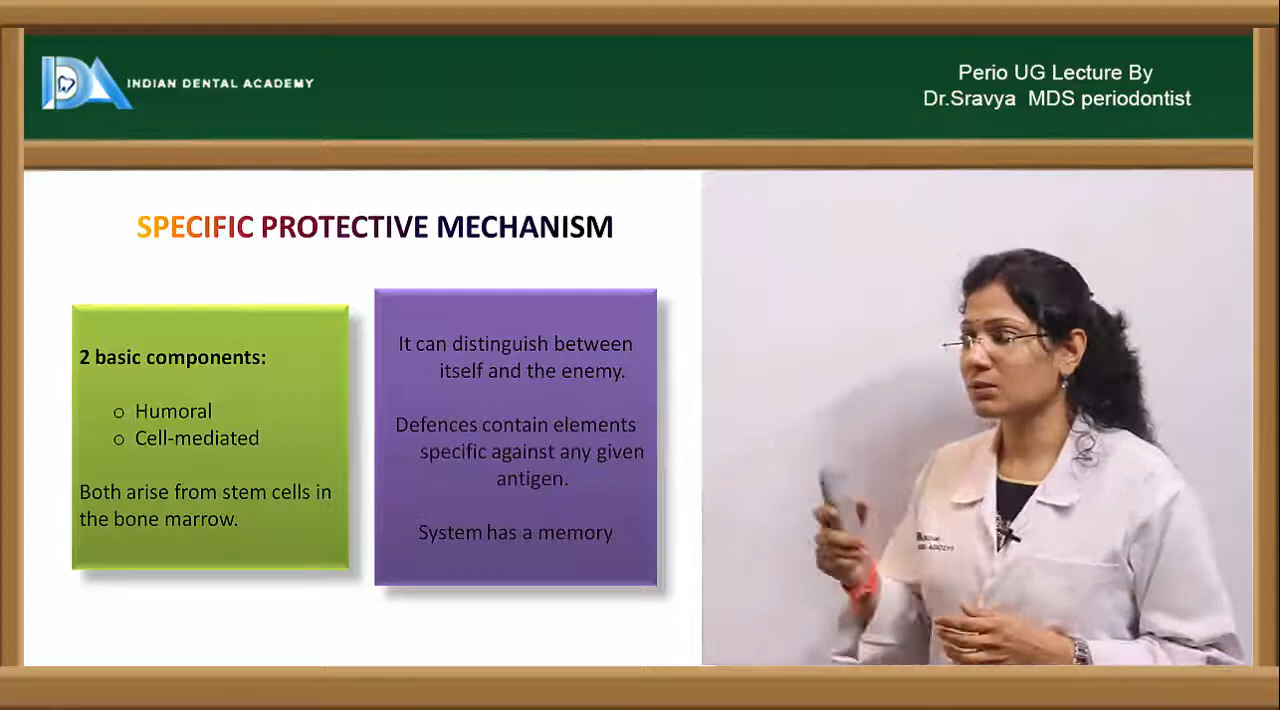 INDIAN DENTAL ACADEMY
Perio UG Lecture By
Dr.Sravya MDS periodontist
SPECIFIC PROTECTIVE MECHANISM
2 basic components:
o Humoral
o Cell-mediated
Both arise from stem cells in
the bone marrow.
It can distinguish between
itself and the enemy.
Defences contain elements
specific against any given
antigen.
System has a memory